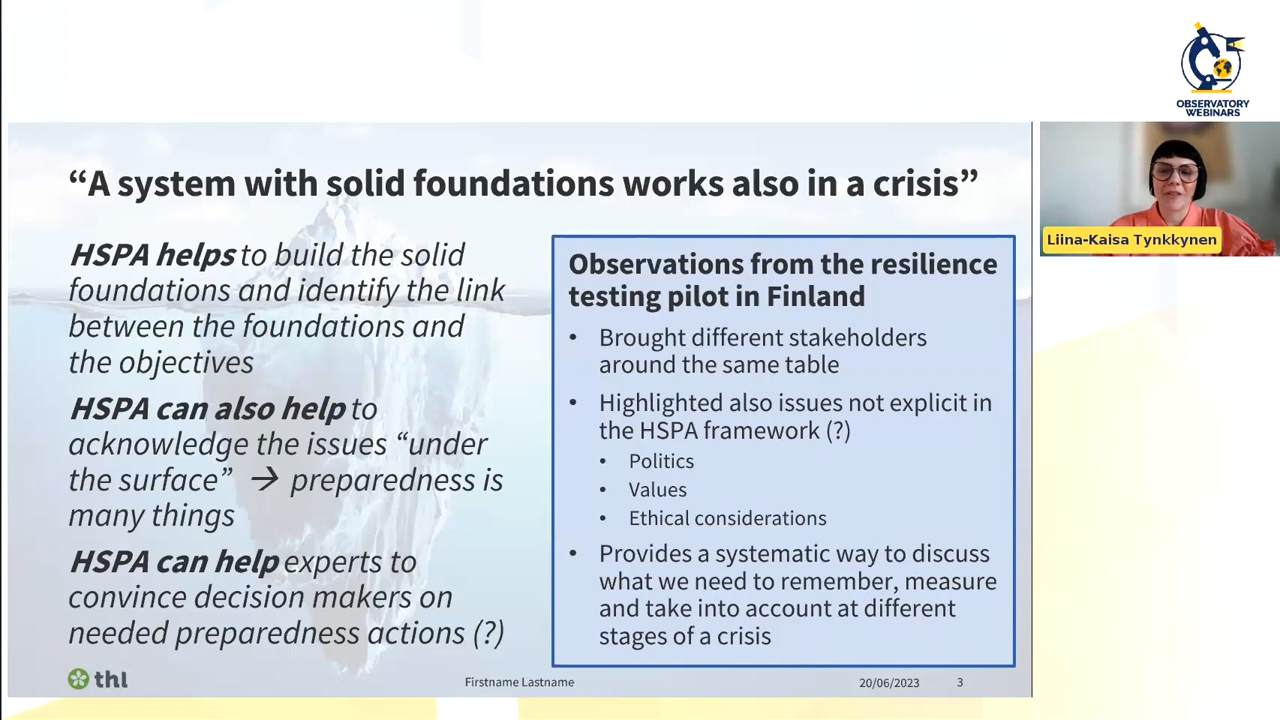 OBSERVATORY
WEBINARS
“A system with solid foundations works also in a crisis”
HSPA helps to build the solid
foundations and identify the link
between the foundations and
the objectives
HSPA can also help to
acknowledge the issues “under
the surface” → preparedness is
many things
HSPA can help experts to
convince decision makers on
needed preparedness actions (?)
Observations from the resilience
testing pilot in Finland
• Brought different stakeholders
around the same table
• Highlighted also issues not explicit in
the HSPA framework (?)
• Politics
• Values
• Ethical considerations
• Provides a systematic way to discuss
what we need to remember, measure
and take into account at different
stages of a crisis
Liina-Kaisa Tynkkynen
thl
Firstname Lastname
20/06/2023
3